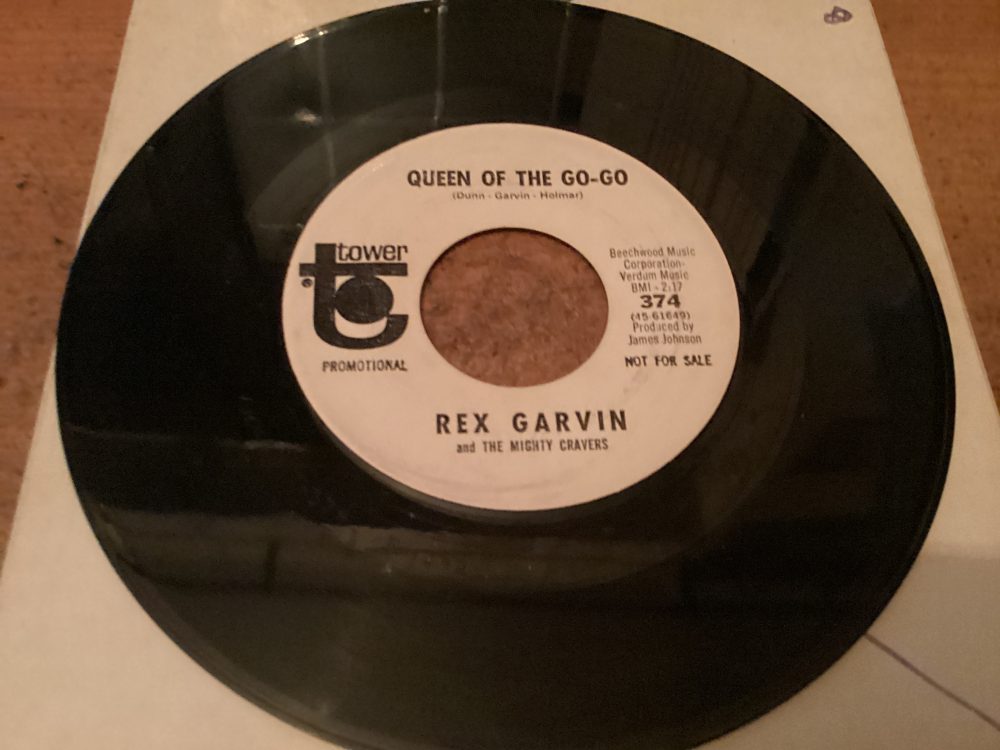 QUEEN OF THE GO-GO
(Dunn - Garvin - Holmar)
tower
Beechwood Music
Corporation-
Verdum Music
BMI - 2:17
374
(45-61649)
Produced by
James Johnson
PROMOTIONAL
NOT FOR SALE
REX GARVIN
and THE MIGHTY CRAVERS